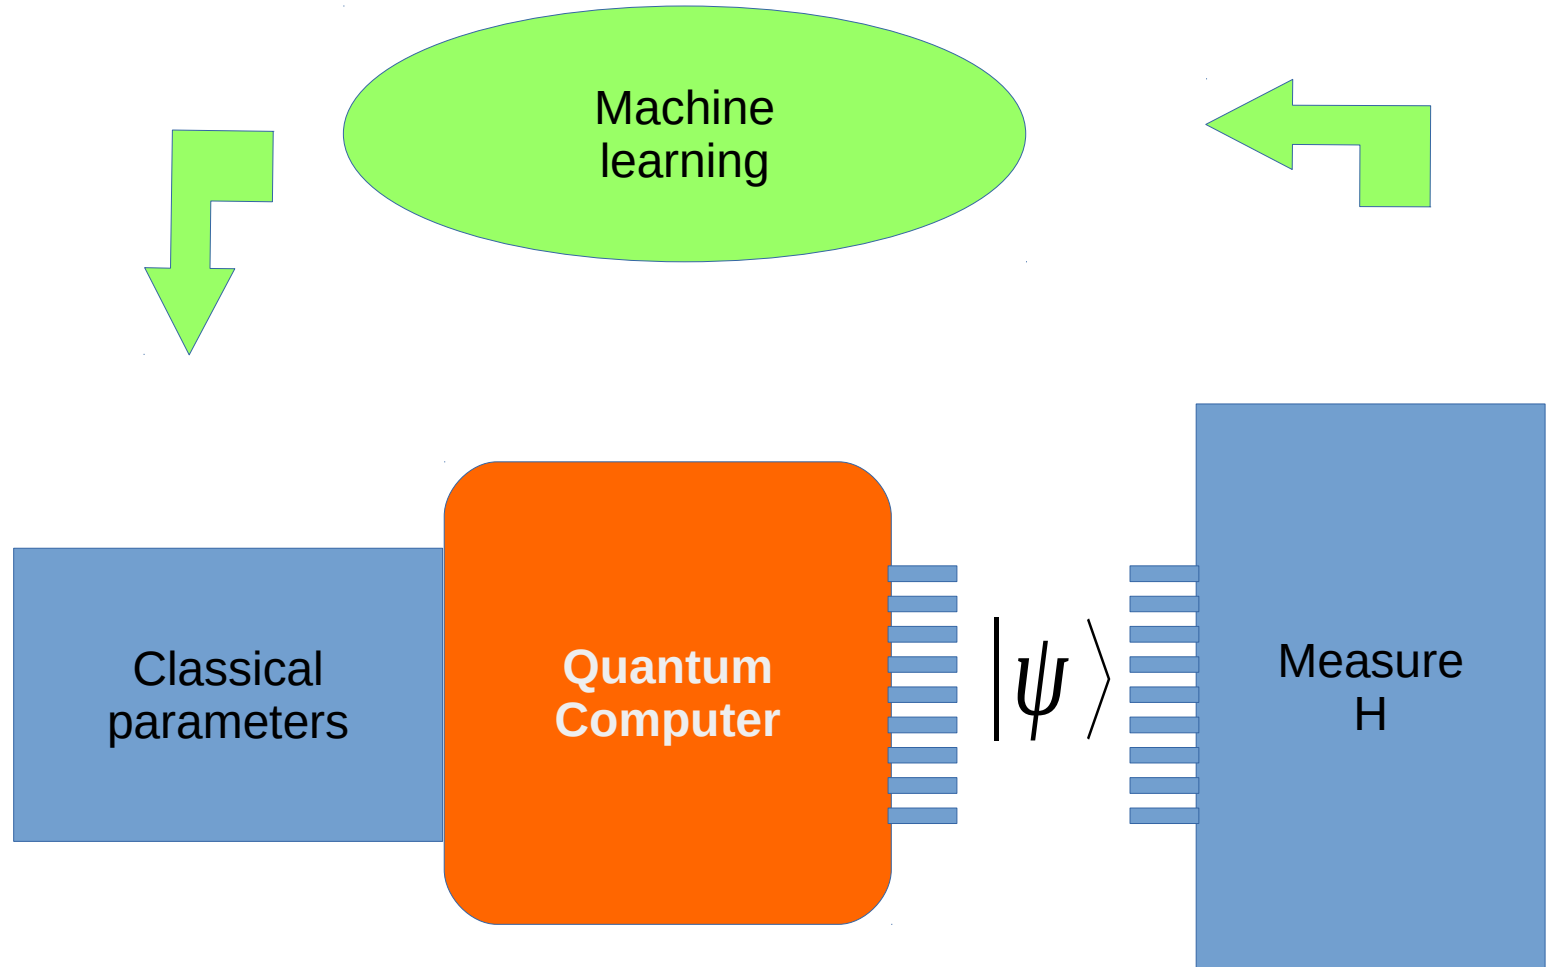 Machine
learning
Classical
parameters
Quantum
Computer
|ψ⟩
Measure
H